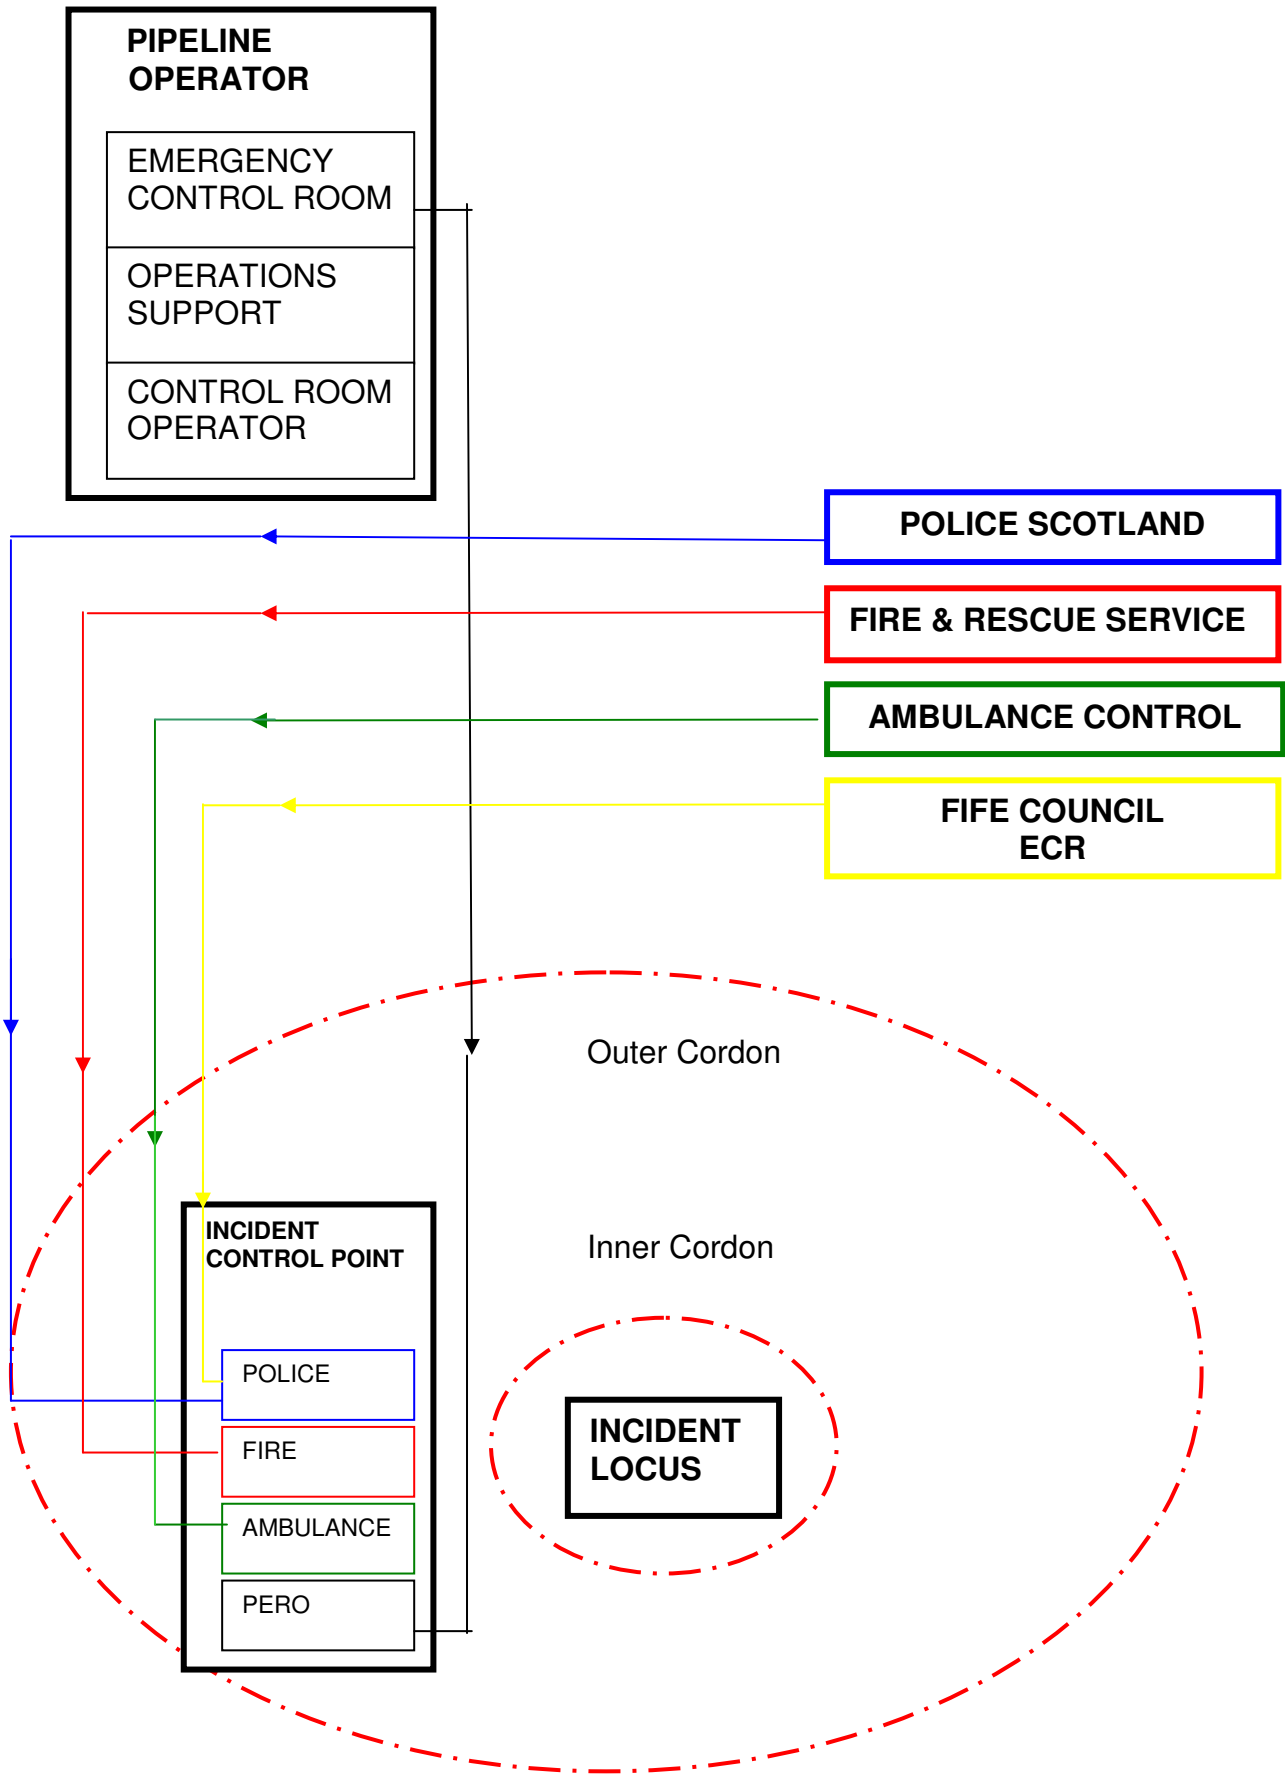 PIPELINE
OPERATOR
EMERGENCY
CONTROL ROOM
OPERATIONS
SUPPORT
CONTROL ROOM
OPERATOR
POLICE SCOTLAND
FIRE & RESCUE SERVICE
AMBULANCE CONTROL
FIFE COUNCIL
ECR
Outer Cordon
Inner Cordon
INCIDENT
CONTROL POINT
POLICE
FIRE
AMBULANCE
PERO
INCIDENT
LOCUS